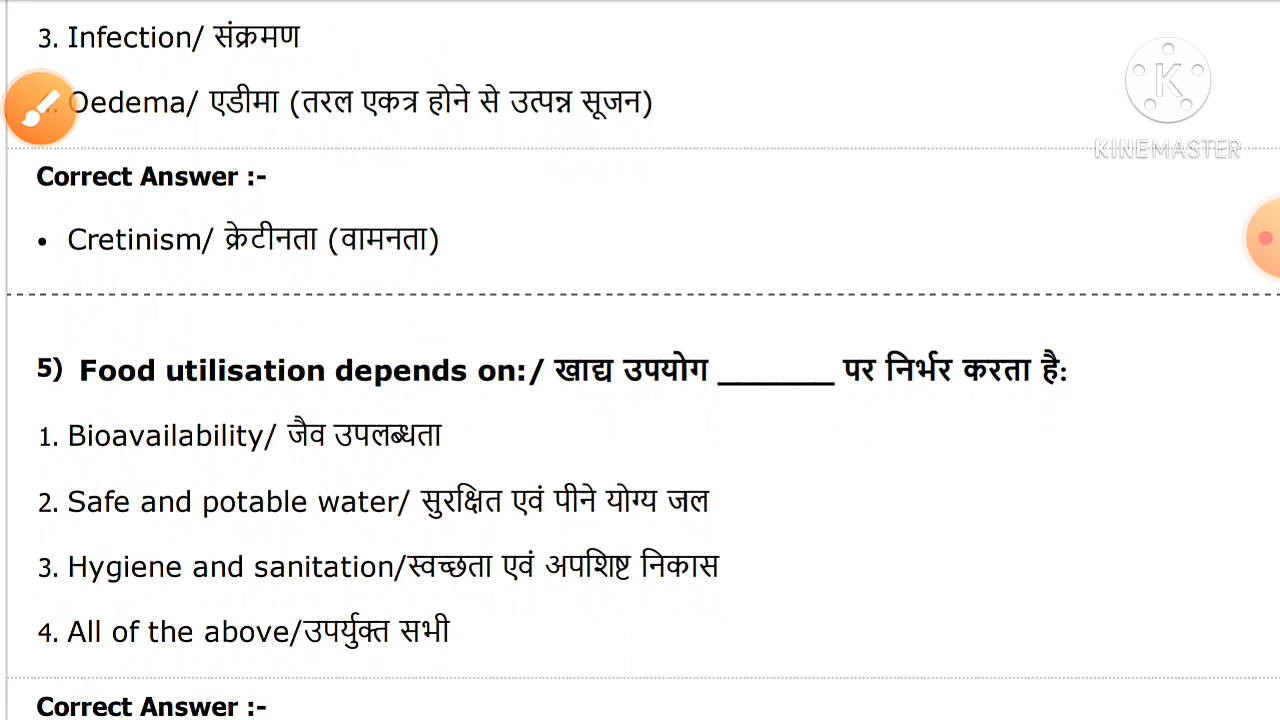 3. Infection/ संक्रमण
Oedema/ एडीमा (तरल एकत्र होने से उत्पन्न सूजन)
K
KINEMASTER
Correct Answer :-
• Cretinism/ क्रेटीनता (वामनता)
5) Food utilisation depends on:/ खाद्य उपयोग ______ पर निर्भर करता है:
1. Bioavailability/ जैव उपलब्धता
2. Safe and potable water/ सुरक्षित एवं पीने योग्य जल
3. Hygiene and sanitation/स्वच्छता एवं अपशिष्ट निकास
4. All of the above/उपर्युक्त सभी
Correct Answer :-